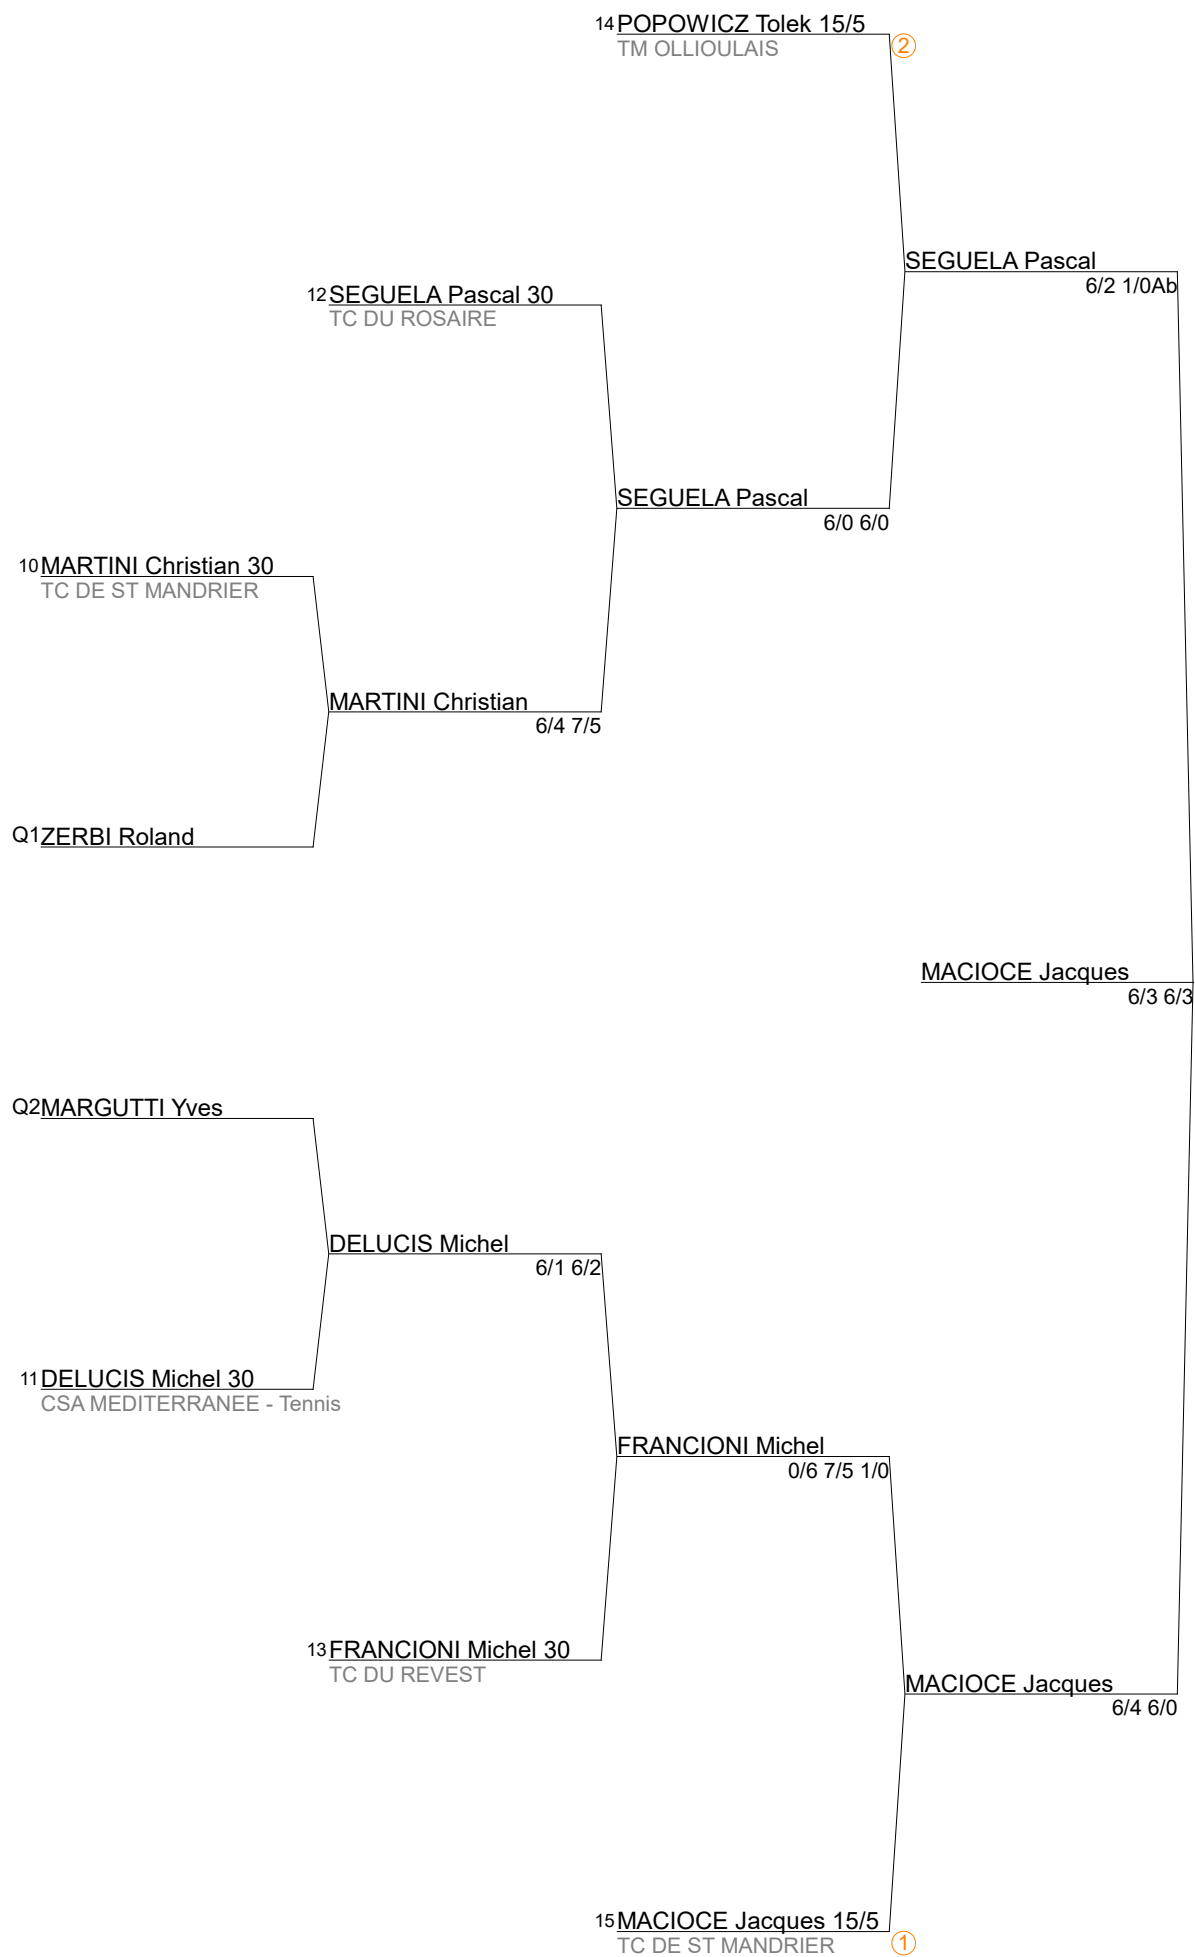 14 POPOWICZ Tolek 15/5
TM OLLIOULAIS
②
SEGUELA Pascal
6/2 1/0Ab
12 SEGUELA Pascal 30
TC DU ROSAIRE
SEGUELA Pascal
6/0 6/0
10 MARTINI Christian 30
TC DE ST MANDRIER
MARTINI Christian
6/4 7/5
Q1 ZERBI Roland
MACIOCE Jacques
6/3 6/3
Q2 MARGUTTI Yves
DELUCIS Michel
6/1 6/2
11 DELUCIS Michel 30
CSA MEDITERRANEE - Tennis
FRANCIONI Michel
0/6 7/5 1/0
13 FRANCIONI Michel 30
TC DU REVEST
MACIOCE Jacques
6/4 6/0
15 MACIOCE Jacques 15/5
TC DE ST MANDRIER
①